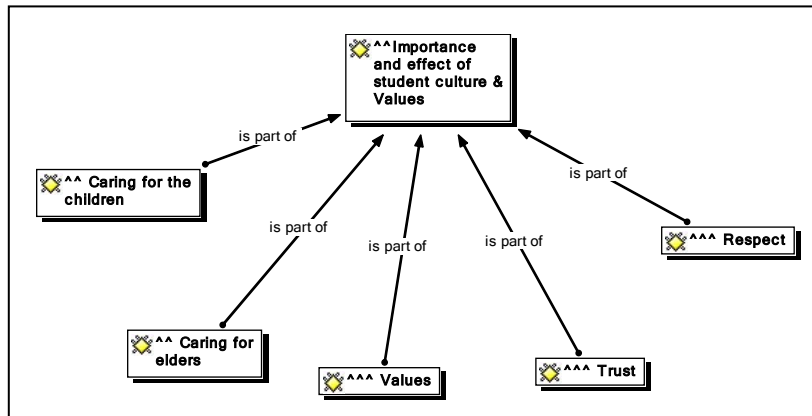 ^^Importance
and effect of
student culture &
Values
is part of
^^ Caring for the
children
is part of
is part of
is part of
is part of
^^^ Respect
^^ Caring for
elders
^^^ Values
^^^ Trust